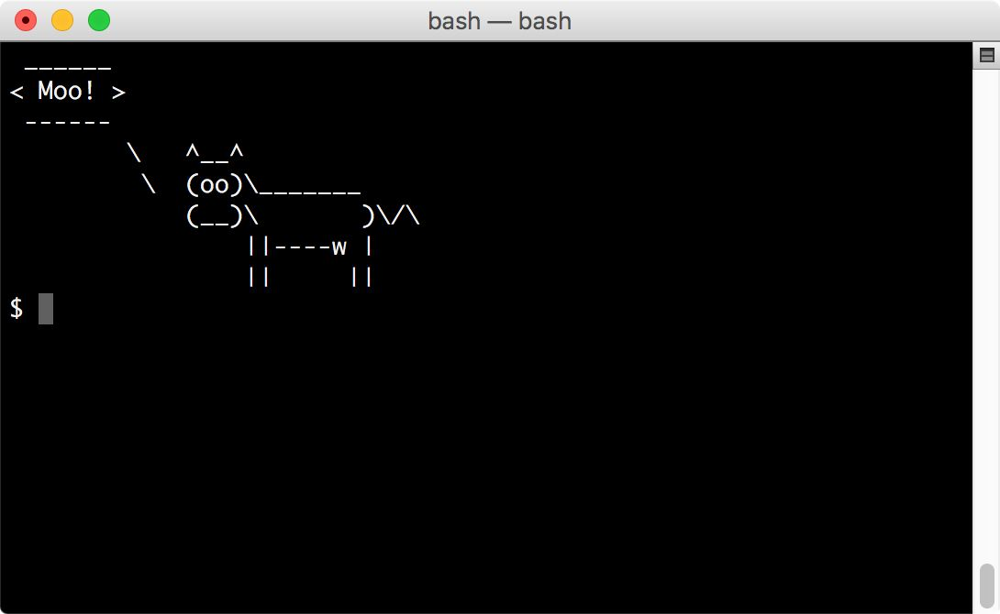 bash — bash
 ______
< Moo! >
 ------
        \   ^__^
         \  (oo)\_______
            (__)\       )\/\
                ||----w |
                ||     ||
$